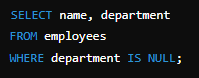 SELECT name, department
FROM employees
WHERE department IS NULL;